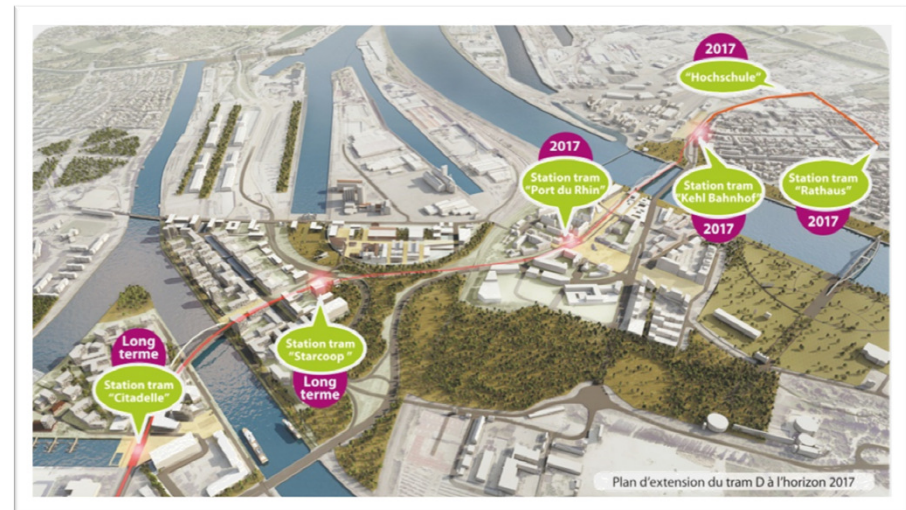 2017
"Hochschule"
2017
Station tram
"Port du Rhin"
Station tram
"Kehl Bahnhof"
2017
Station tram
"Rathaus"
2017
Long
terme
Station tram
"Citadelle"
Station tram
"Starcoop "
Long
terme
Plan d'extension du tram D à l'horizon 2017